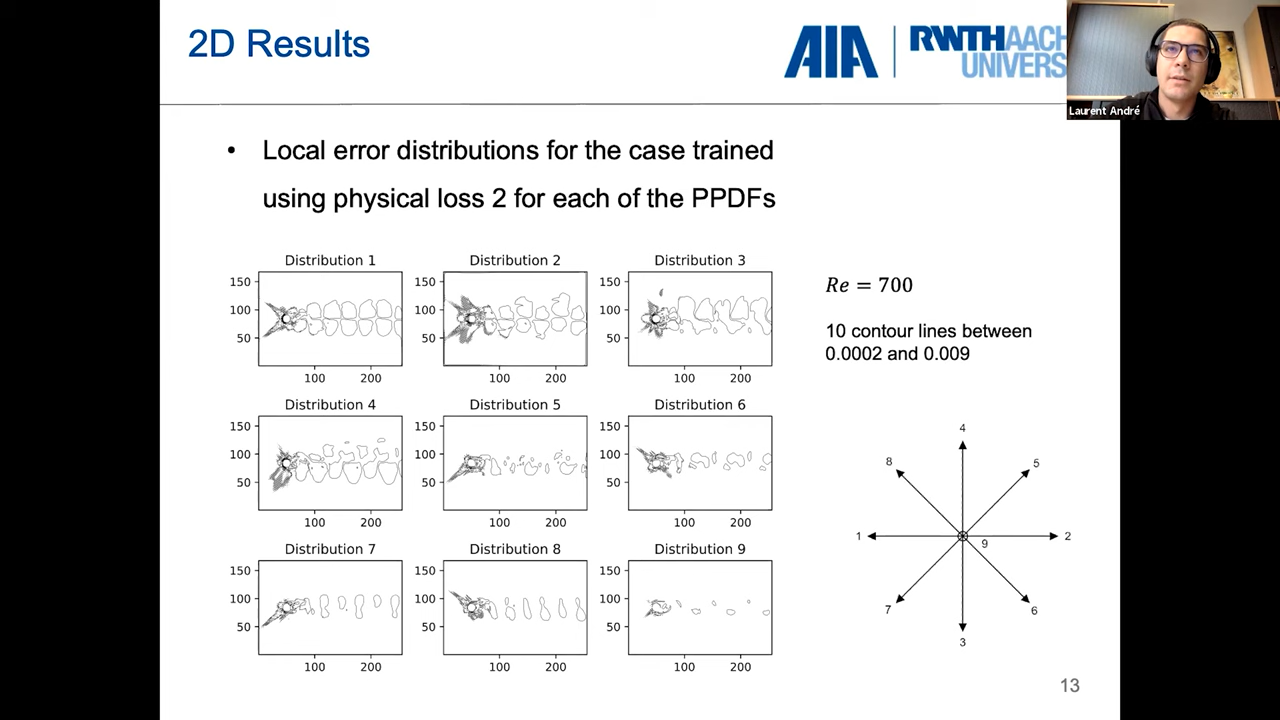 2D Results
AIA
RWTHAACH
UNIVERS
Laurent André
• Local error distributions for the case trained
using physical loss 2 for each of the PPDFs
Distribution 1
150
100
50
100 200
Distribution 2
150
100
50
100 200
Distribution 3
150
100
50
100 200
Distribution 4
150
100
50
100 200
Distribution 5
150
100
50
100 200
Distribution 6
150
100
50
100 200
Distribution 7
150
100
50
100 200
Distribution 8
150
100
50
100 200
Distribution 9
150
100
50
100 200
Re = 700
10 contour lines between
0.0002 and 0.009
4
8 5
1 9 2
7 6
3
13